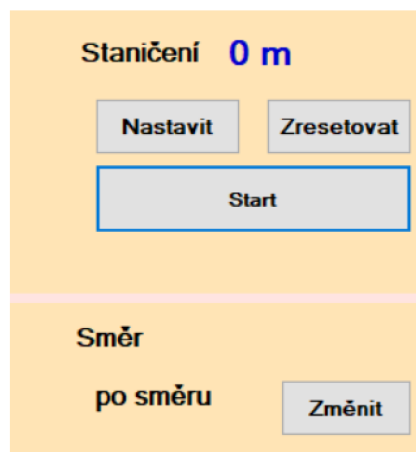 Staničení 0 m
Nastavit Zresetovat
Start
Směr
po směru Změnit